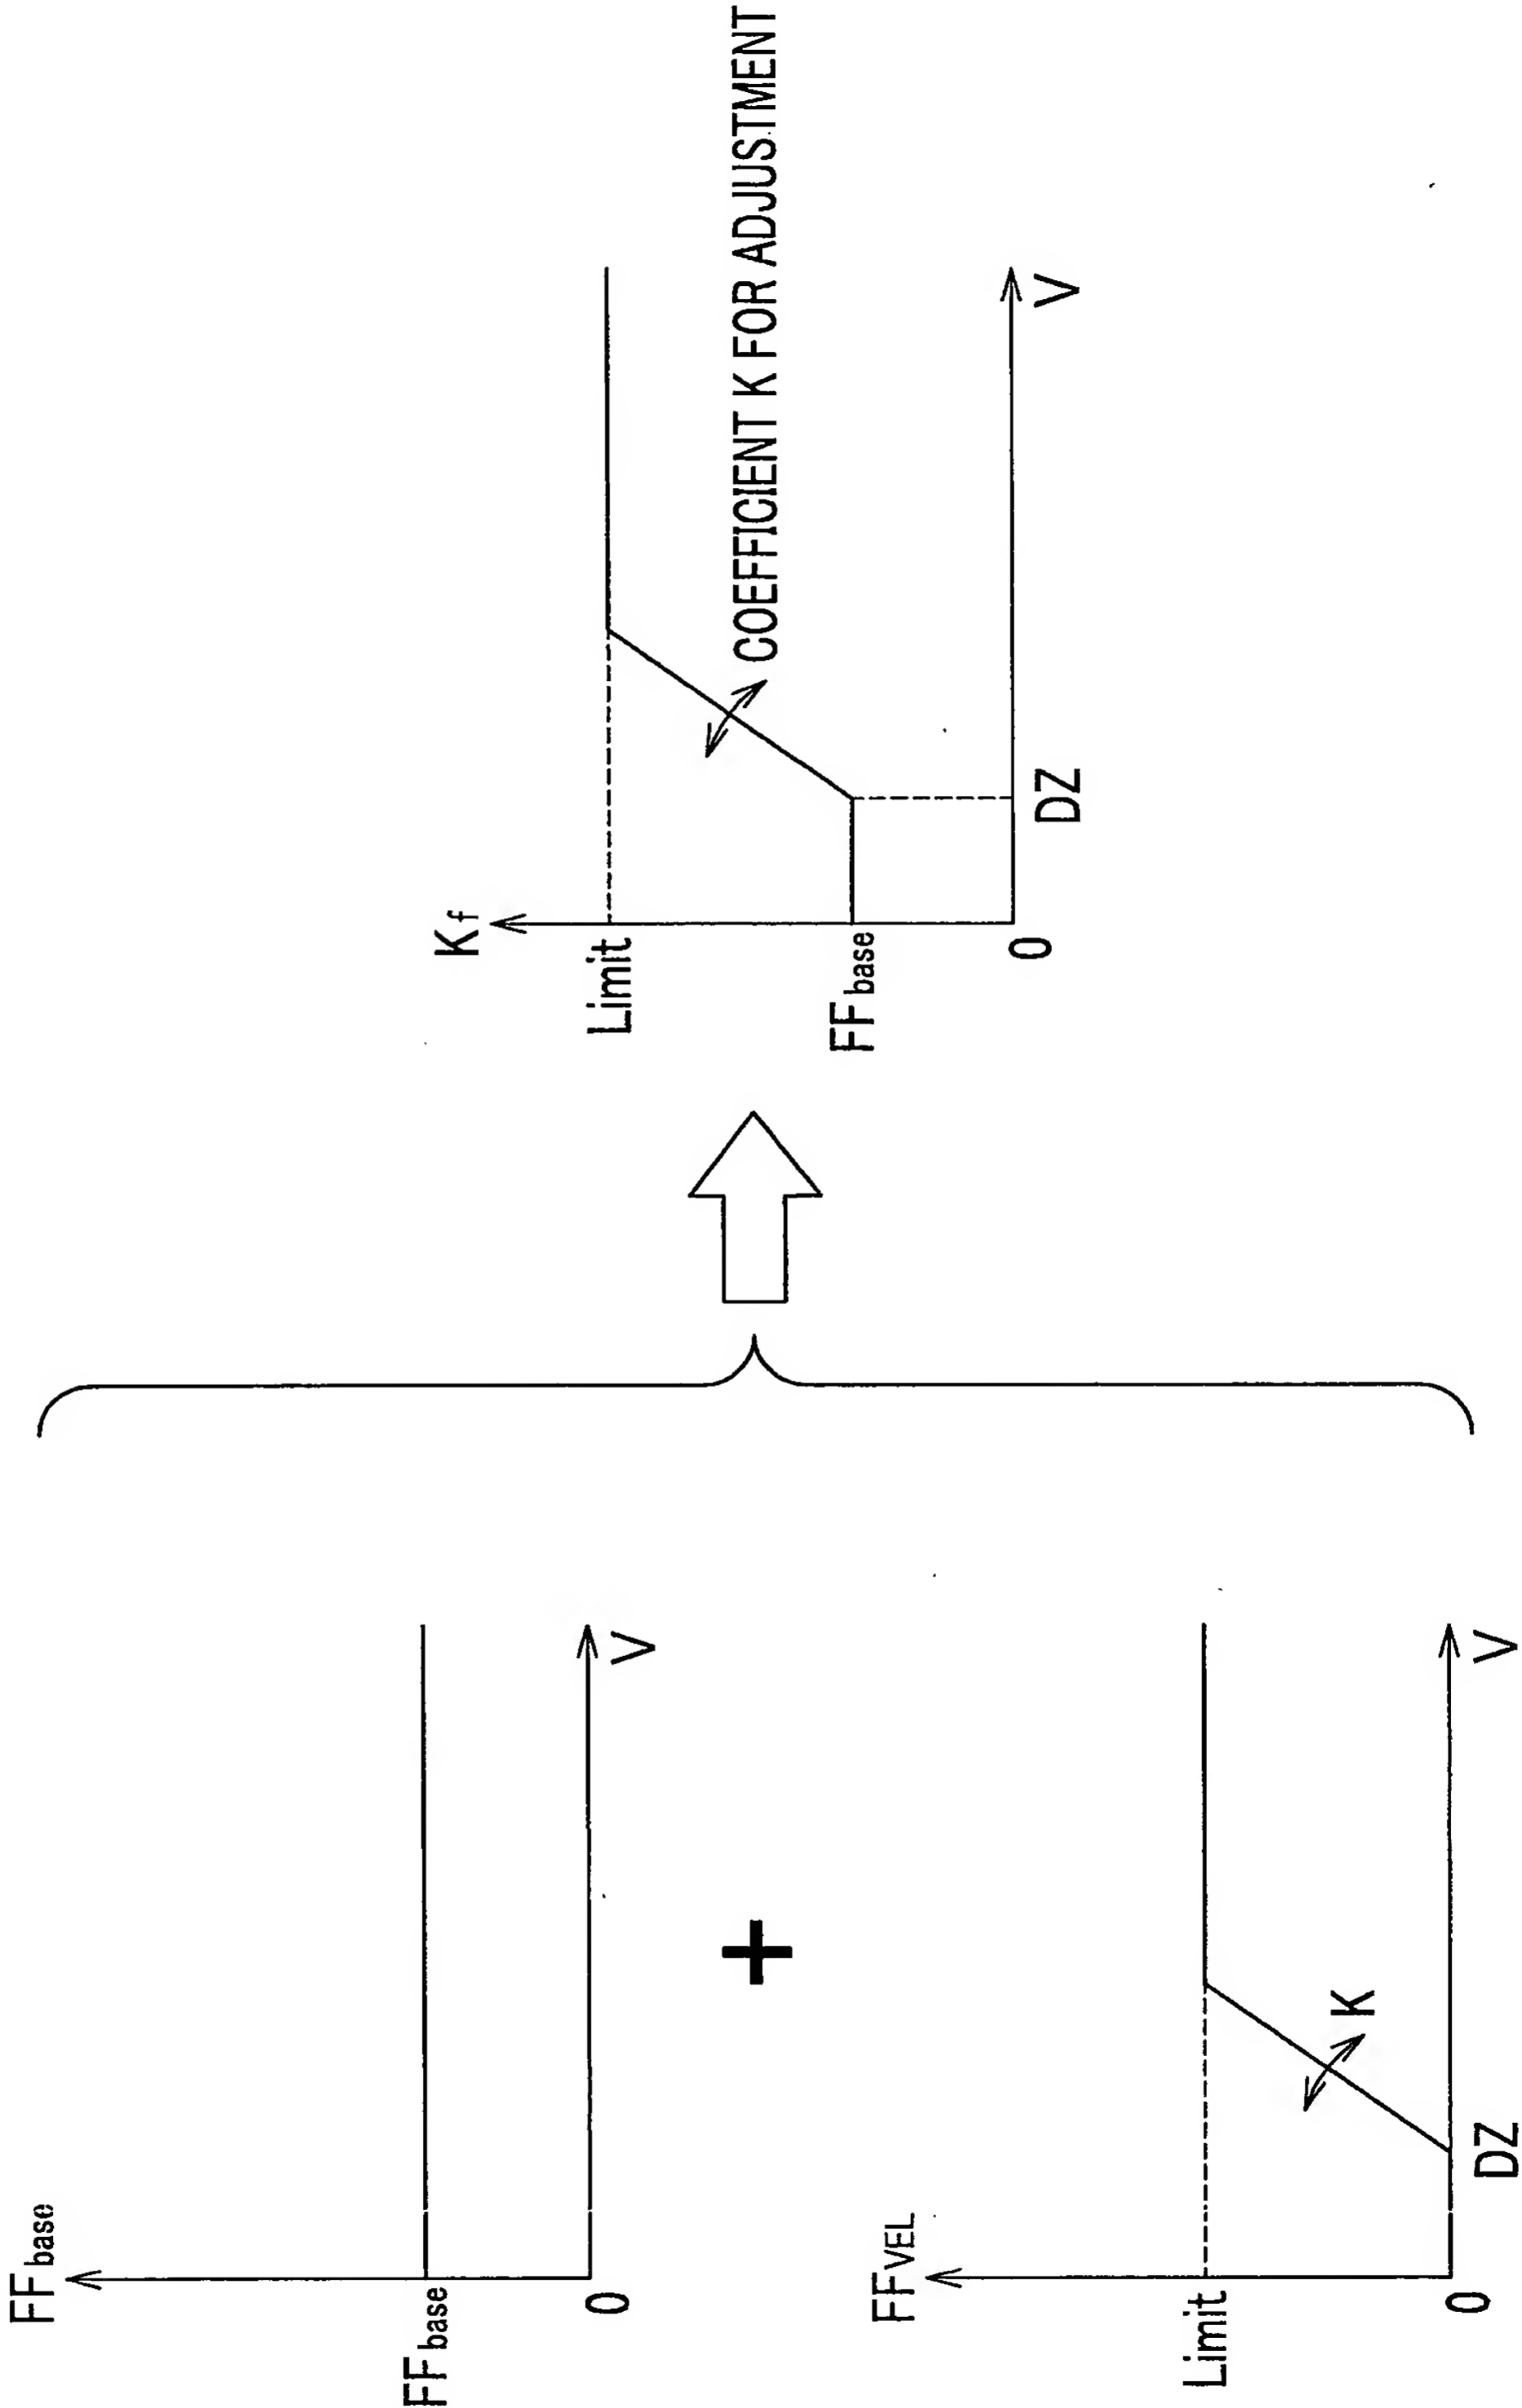 FFbase
FFbase
0
V
+
FFVEL
Limit
K
0
DZ
V
Kf
Limit
COEFFICIENT K FOR ADJUSTMENT
FFbase
0
DZ
V